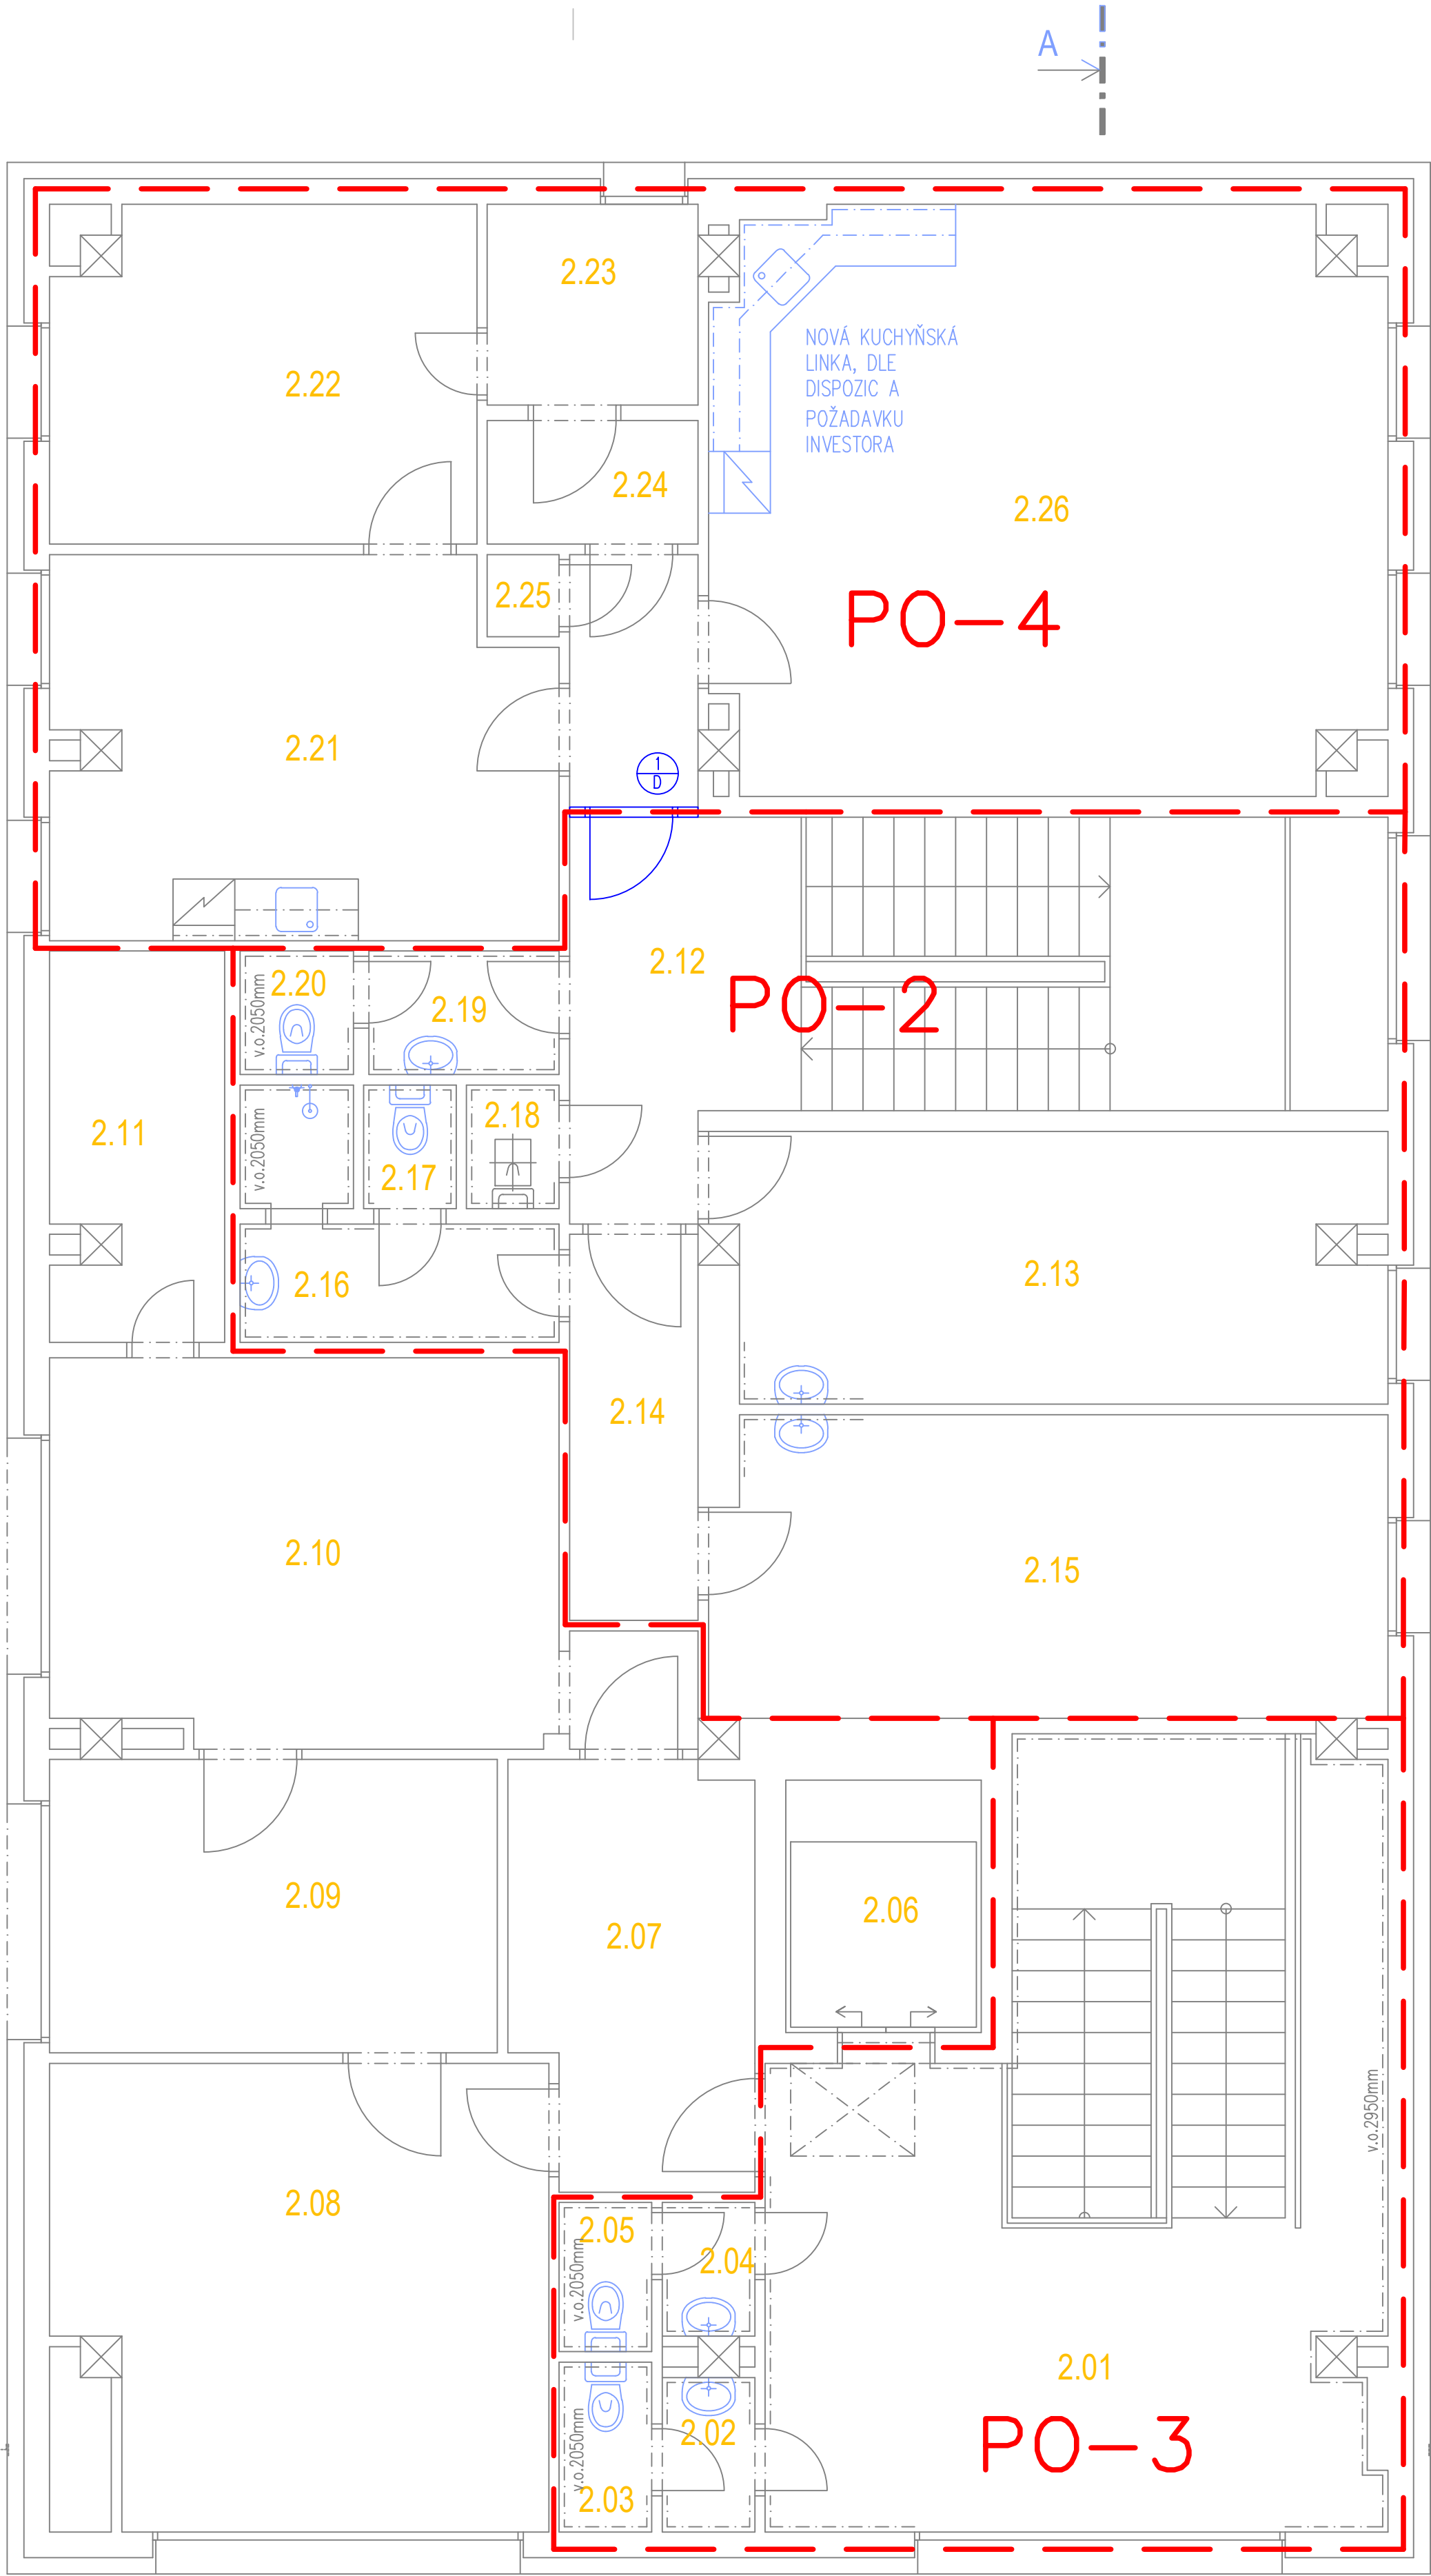 A
2.23
NOVÁ KUCHYŇSKÁ
LINKA, DLE
DISPOZIC A
POŽADAVKU
INVESTORA
2.22
2.24
2.26
2.25
PO-4
2.21
1
D
2.12
PO-2
2.20
v.o.2050mm
2.19
2.11
2.18
v.o.2050mm
2.17
2.16
2.13
2.14
2.10
2.15
2.09
2.06
2.07
v.o.2950mm
2.08
2.05
v.o.2050mm
2.04
2.01
2.02
PO-3
v.o.2050mm
2.03